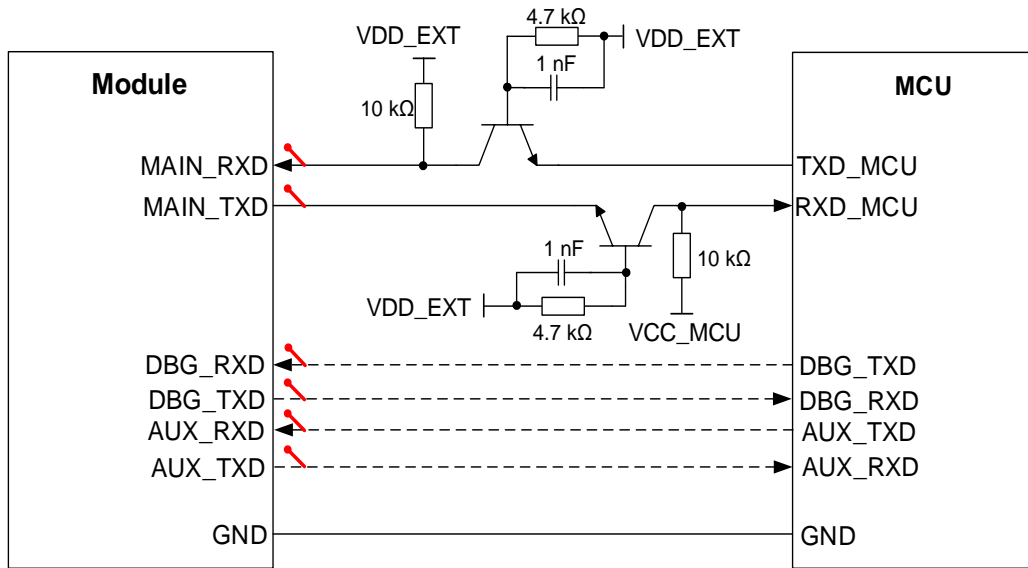 4.7 kΩ
VDD_EXT
VDD_EXT
1 nF
Module
MCU
10 kΩ
MAIN_RXD
TXD_MCU
MAIN_TXD
RXD_MCU
1 nF
10 kΩ
VDD_EXT
4.7 kΩ
VCC_MCU
DBG_RXD
DBG_TXD
DBG_TXD
DBG_RXD
AUX_RXD
AUX_TXD
AUX_TXD
AUX_RXD
GND
GND